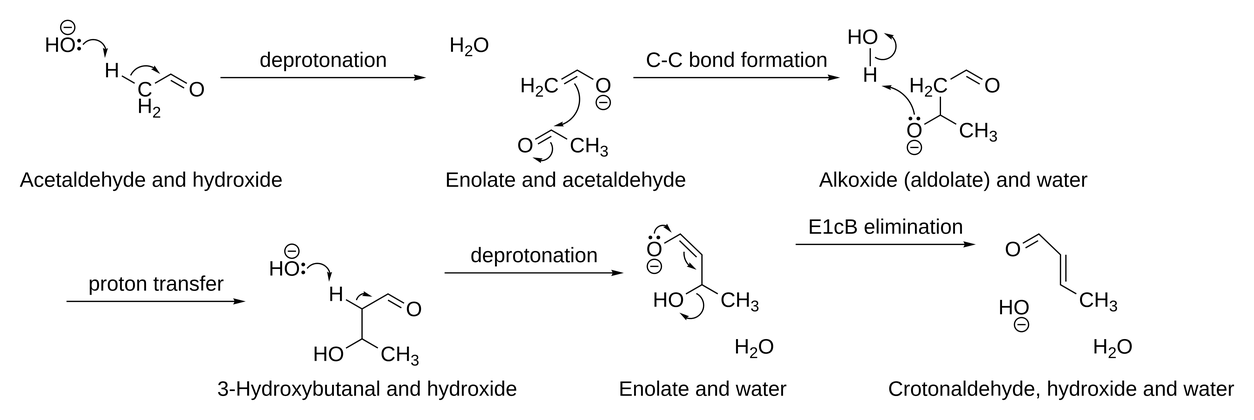 HO:
⊖
H
C
H₂
O
deprotonation
H₂O
H₂C
O
⊖
O
CH₃
C-C bond formation
HO
H
H₂C
O
O
⊖
CH₃
Acetaldehyde and hydroxide
Enolate and acetaldehyde
Alkoxide (aldolate) and water
proton transfer
⊖
HO:
H
O
HO
CH₃
deprotonation
O
⊖
HO
CH₃
H₂O
E1cB elimination
O
CH₃
HO
⊖
H₂O
3-Hydroxybutanal and hydroxide
Enolate and water
Crotonaldehyde, hydroxide and water